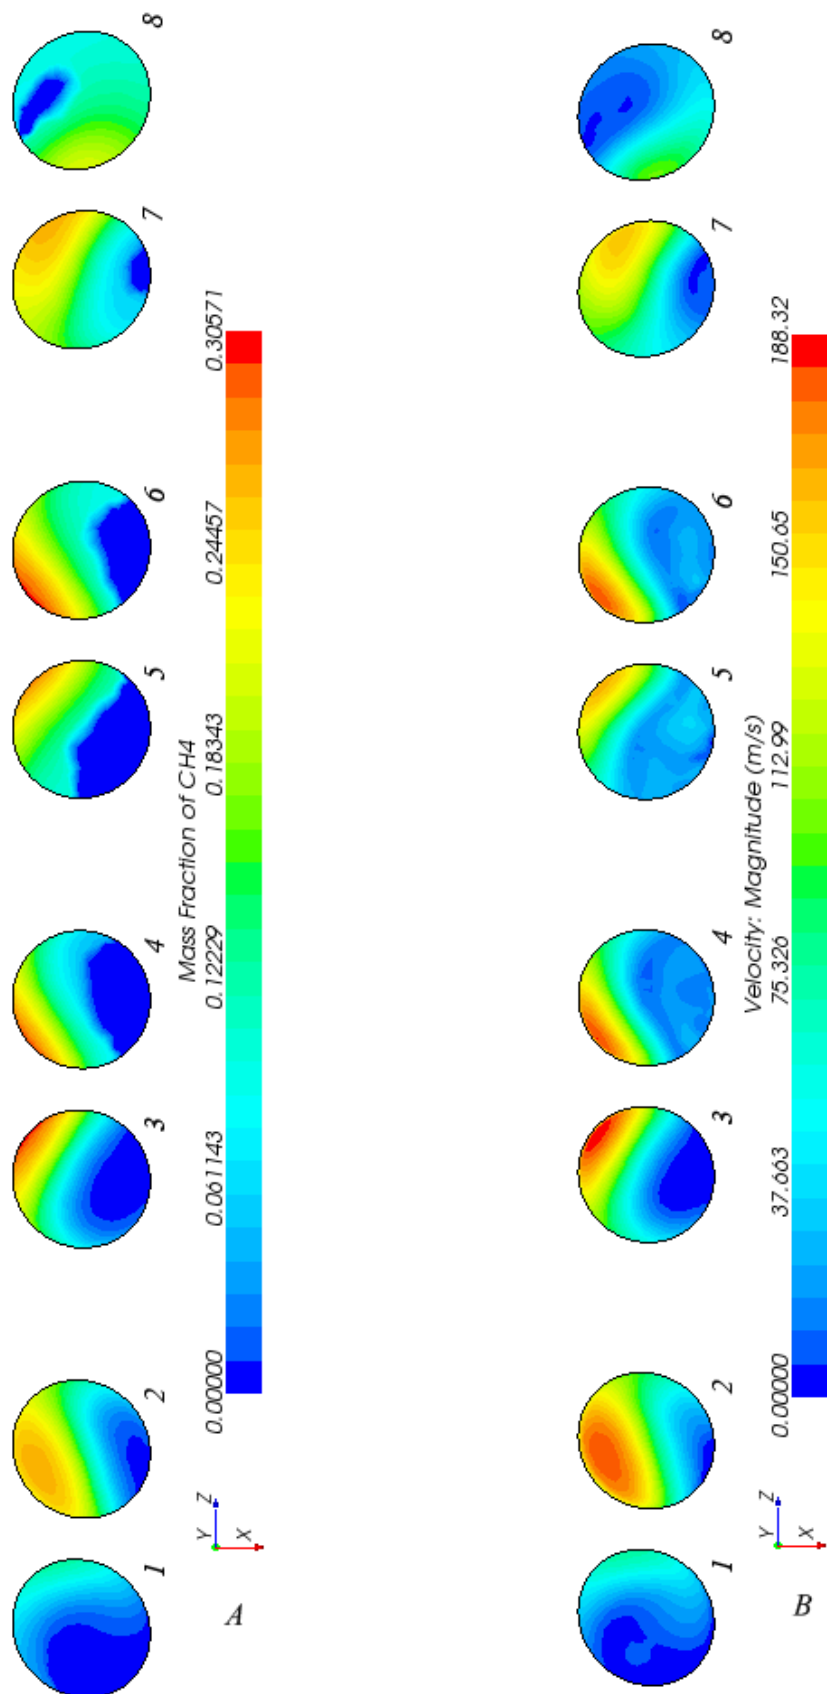 1 2 3 4 5 6 7 8
Mass Fraction of CH4
0.00000 0.061143 0.12229 0.18343 0.24457 0.30571
Y Z
X
A
1 2 3 4 5 6 7 8
Velocity: Magnitude (m/s)
0.00000 37.663 75.326 112.99 150.65 188.32
Y Z
X
B